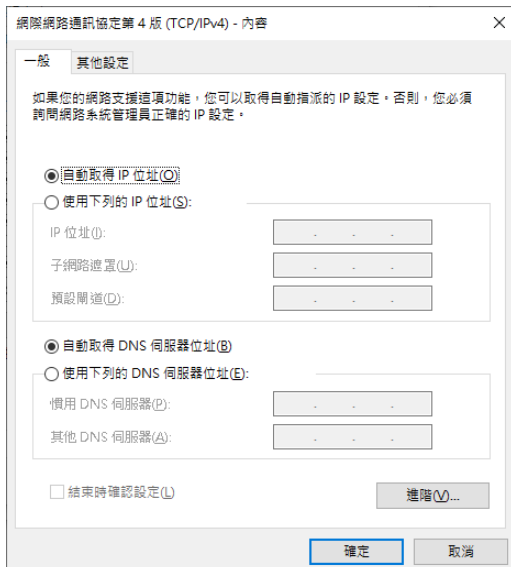 網際網路通訊協定第 4 版 (TCP/IPv4) - 內容
一般
其他設定
如果您的網路支援這項功能，您可以取得自動指派的 IP 設定。否則，您必須
詢問網路系統管理員正確的 IP 設定。
自動取得 IP 位址(O)
使用下列的 IP 位址(S):
IP 位址(I):
子網路遮罩(U):
預設閘道(D):
自動取得 DNS 伺服器位址(B)
使用下列的 DNS 伺服器位址(E):
慣用 DNS 伺服器(P):
其他 DNS 伺服器(A):
結束時確認設定(L)
進階(V)...
確定
取消